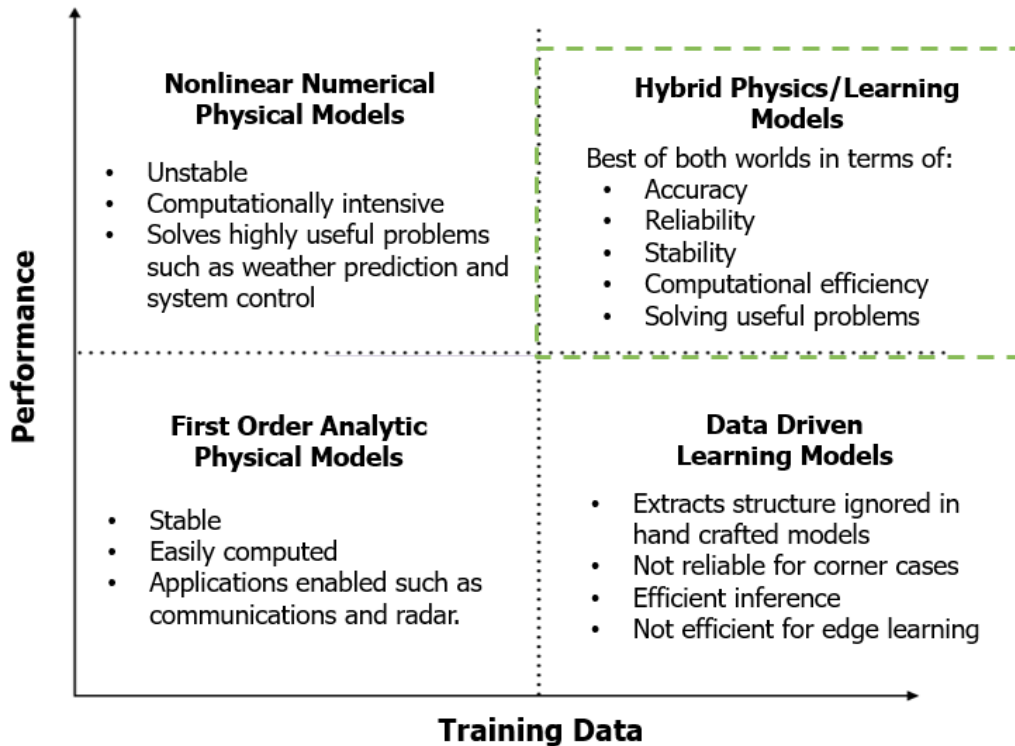 Performance
Nonlinear Numerical
Physical Models
• Unstable
• Computationally intensive
• Solves highly useful problems
such as weather prediction and
system control
Hybrid Physics/Learning
Models
Best of both worlds in terms of:
• Accuracy
• Reliability
• Stability
• Computational efficiency
• Solving useful problems
First Order Analytic
Physical Models
• Stable
• Easily computed
• Applications enabled such as
communications and radar.
Data Driven
Learning Models
• Extracts structure ignored in
hand crafted models
• Not reliable for corner cases
• Efficient inference
• Not efficient for edge learning
Training Data